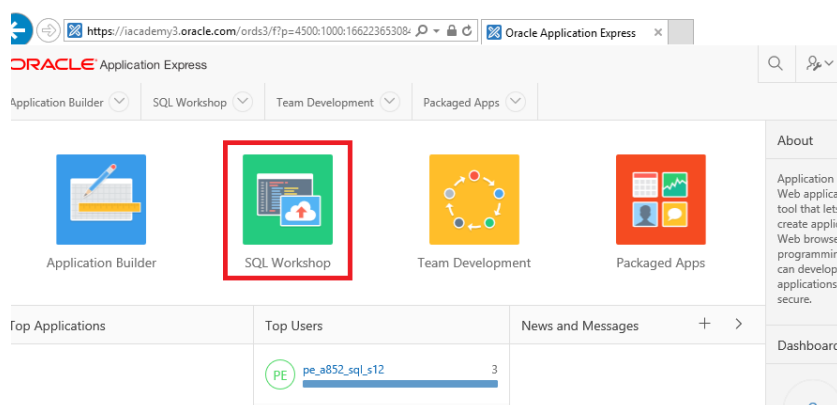 https://iacademy3.oracle.com/ords3/f?p=4500:1000:16622365308
Oracle Application Express
ORACLE Application Express
Application Builder
SQL Workshop
Team Development
Packaged Apps
About
Application
Web applica
tool that lets
create appli
Web browse
programmin
can develop
applications
secure.
Application Builder
SQL Workshop
Team Development
Packaged Apps
Top Applications
Top Users
News and Messages
Dashboard
PE
pe_a852_sql_s12
3